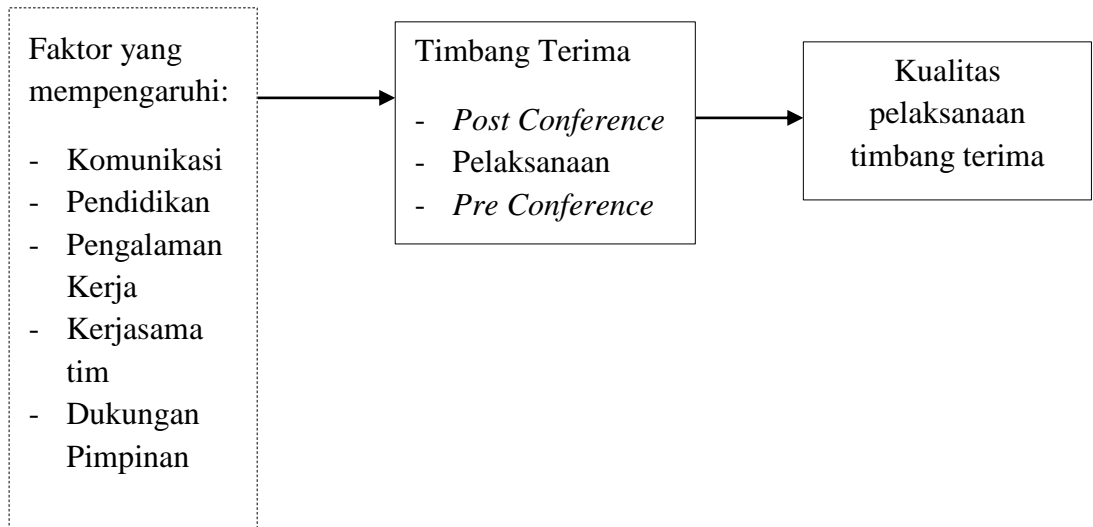 Faktor yang
mempengaruhi:
- Komunikasi
- Pendidikan
- Pengalaman
Kerja
- Kerjasama
tim
- Dukungan
Pimpinan
Timbang Terima
- Post Conference
- Pelaksanaan
- Pre Conference
Kualitas
pelaksanaan
timbang terima